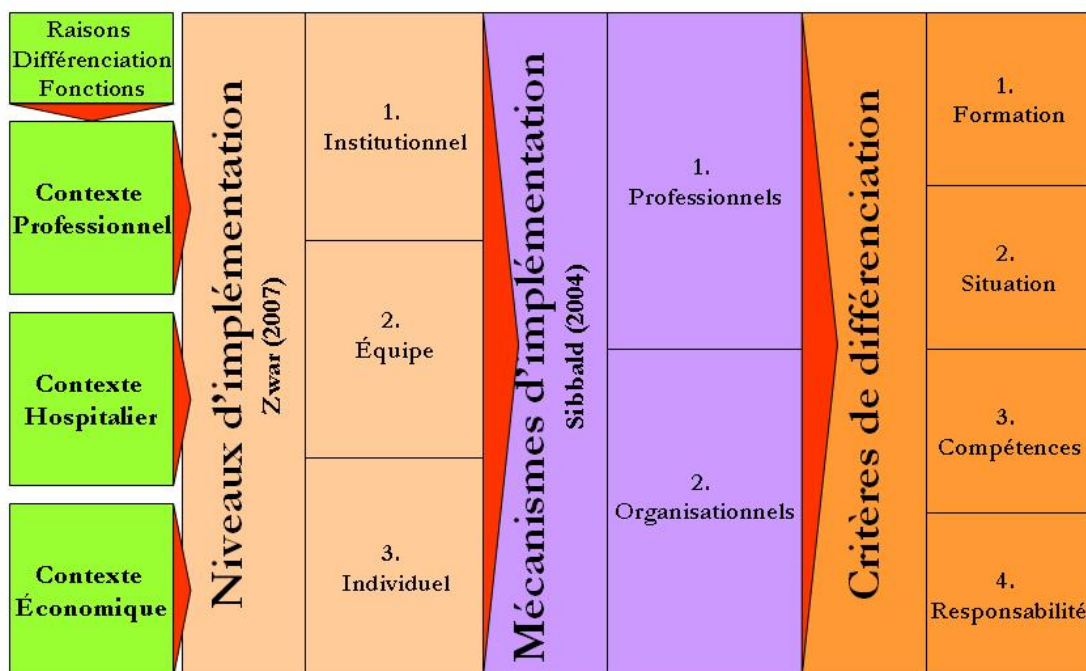 Raisons
Différenciation
Fonctions
Contexte
Professionnel
Contexte
Hospitalier
Contexte
Économique
Niveaux d'implémentation
Zwar (2007)
1.
Institutionnel
2.
Équipe
3.
Individuel
Mécanismes d'implémentation
Sibbald (2004)
1.
Professionnels
2.
Organisationnels
Critères de différenciation
1.
Formation
2.
Situation
3.
Compétences
4.
Responsabilité